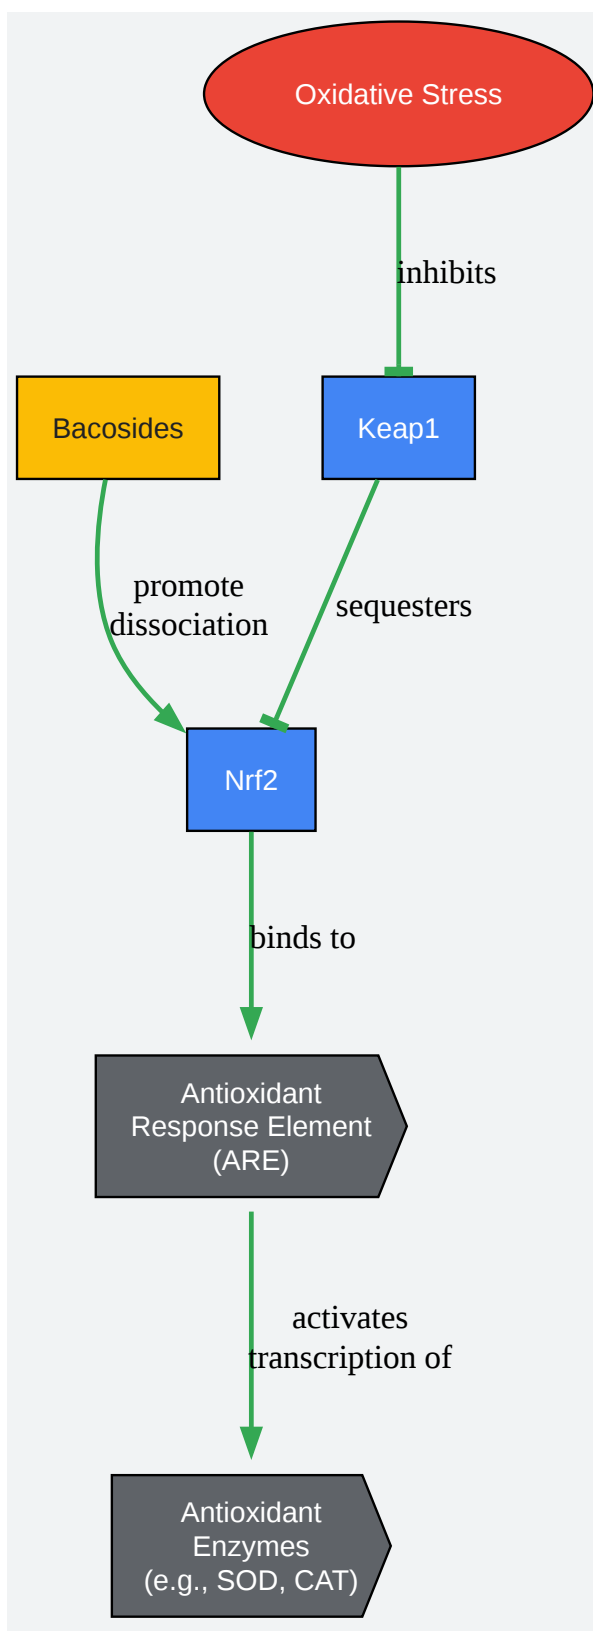 Oxidative Stress
inhibits
Bacosides
Keap1
promote
dissociation
sequesters
Nrf2
binds to
Antioxidant
Response Element
(ARE)
activates
transcription of
Antioxidant
Enzymes
(e.g., SOD, CAT)